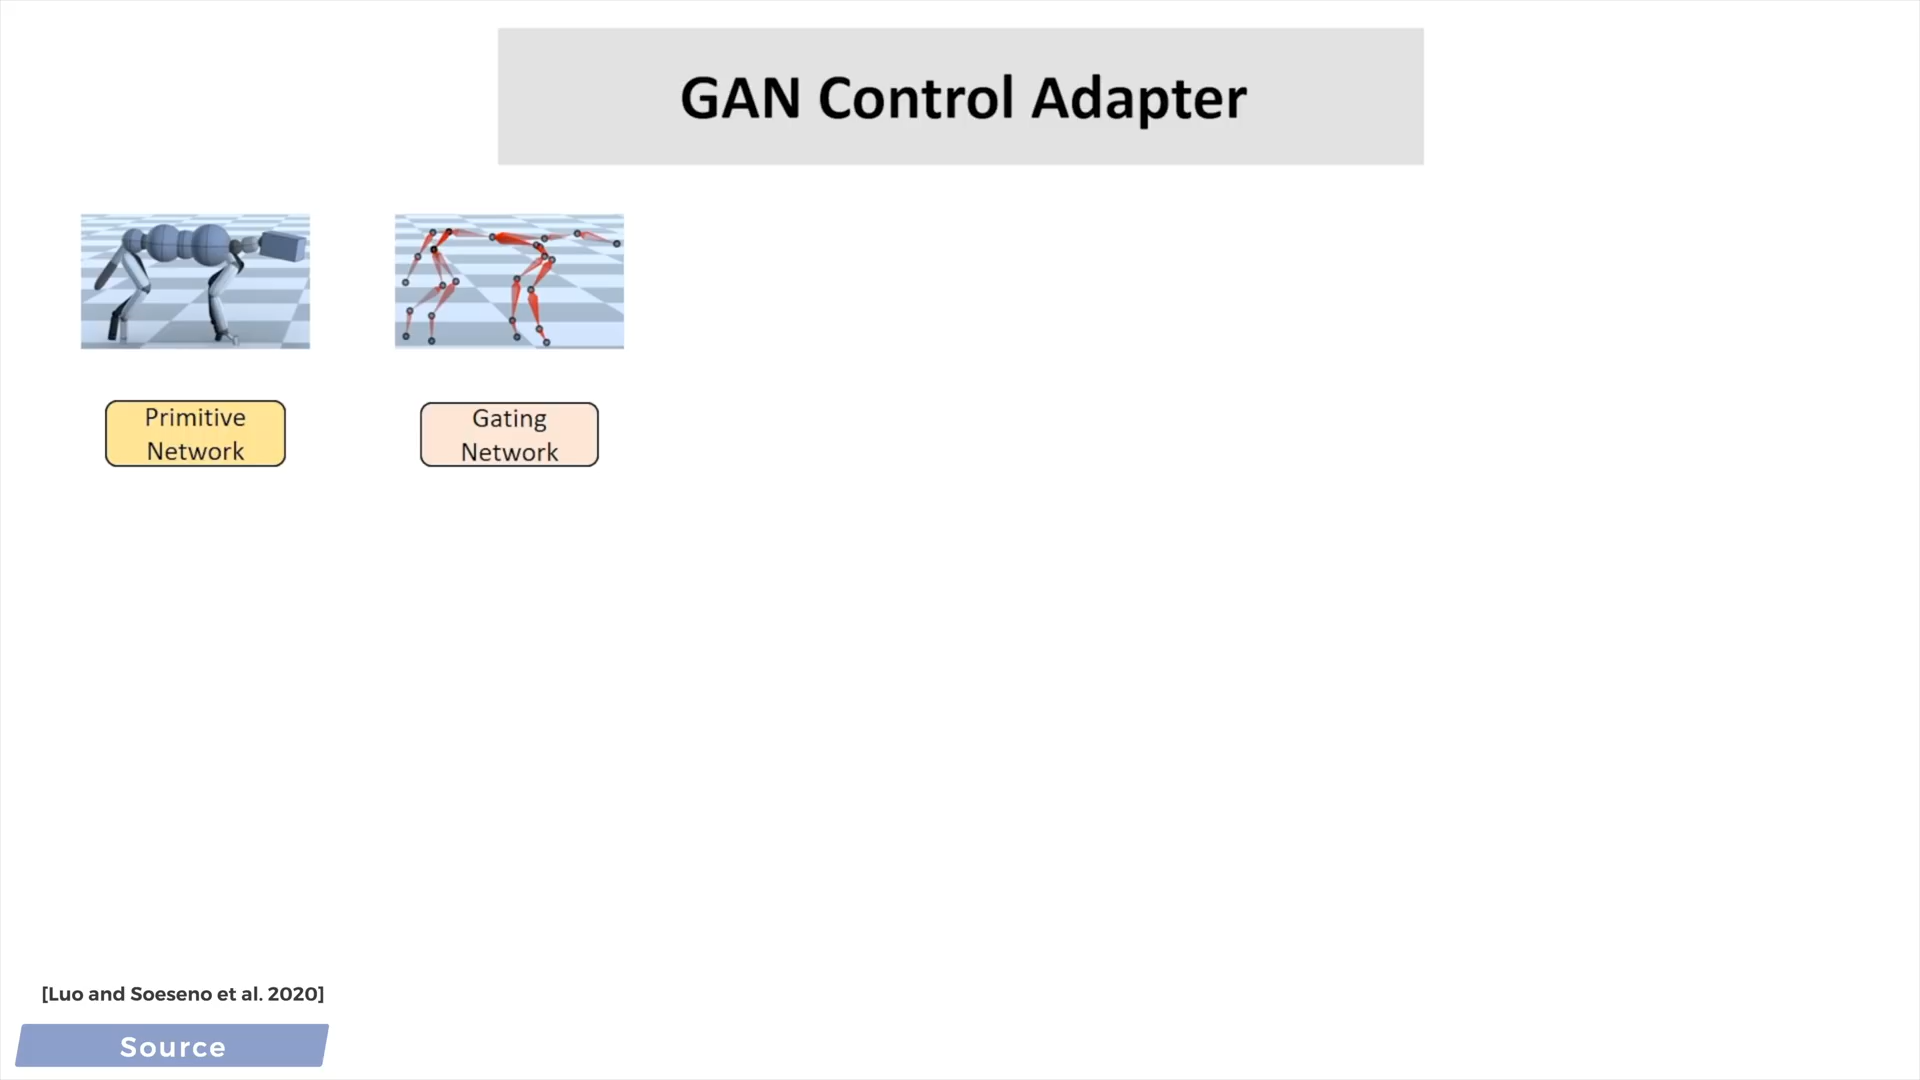 GAN Control Adapter
Primitive
Network
Gating
Network
[Luo and Soeseno et al. 2020]
Source